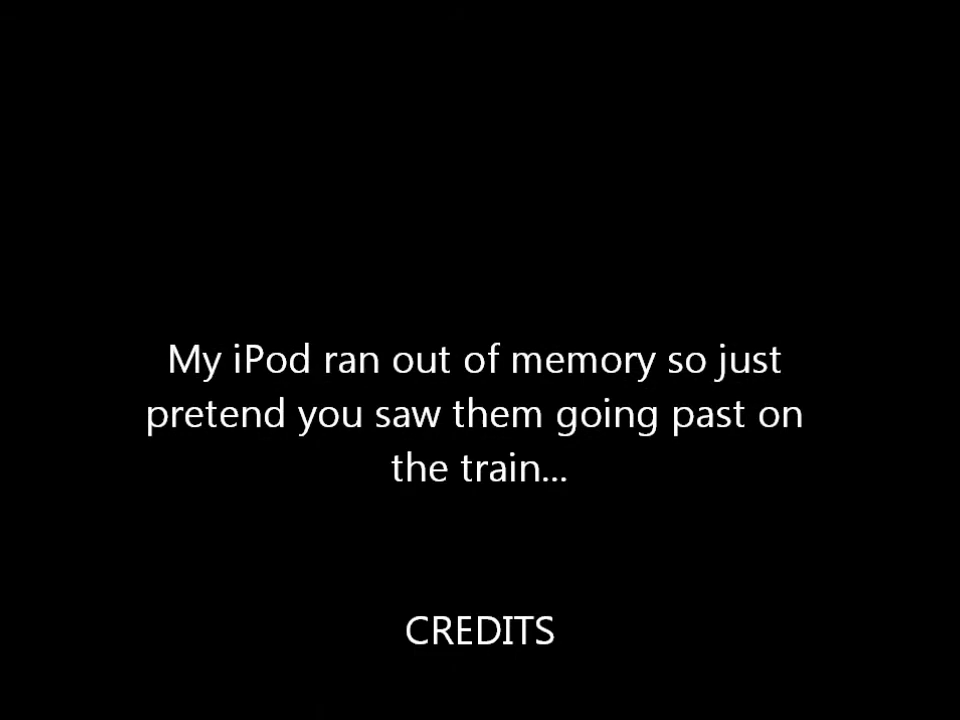 My iPod ran out of memory so just
pretend you saw them going past on
the train...
CREDITS